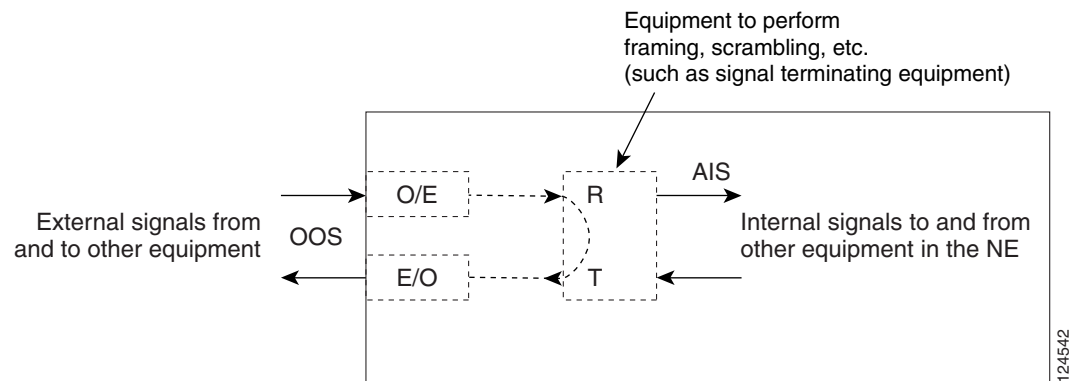 Equipment to perform
framing, scrambling, etc.
(such as signal terminating equipment)
AIS
O/E
R
External signals from
and to other equipment
OOS
Internal signals to and from
other equipment in the NE
E/O
T
124542